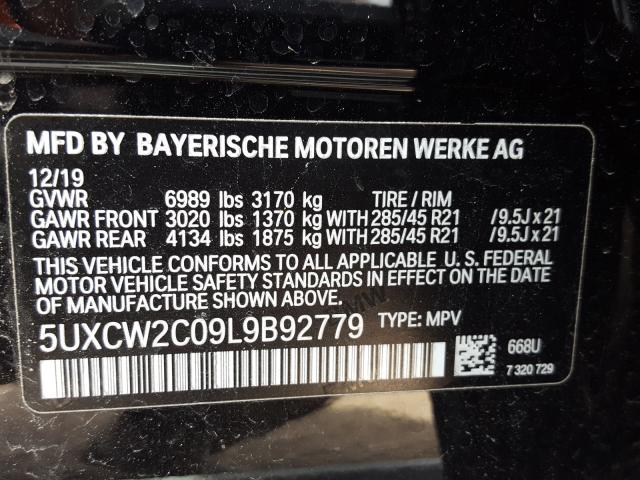 MFD BY BAYERISCHE MOTOREN WERKE AG
12/19
GVWR 6989 lbs 3170 kg TIRE / RIM
GAWR FRONT 3020 lbs 1370 kg WITH 285/45 R21 /9.5J x 21
GAWR REAR 4134 lbs 1875 kg WITH 285/45 R21 /9.5J x 21
THIS VEHICLE CONFORMS TO ALL APPLICABLE U. S. FEDERAL
MOTOR VEHICLE SAFETY STANDARDS IN EFFECT ON THE DATE
OF MANUFACTURE SHOWN ABOVE.
5UXCW2C09L9B92779 TYPE: MPV
668U
7 320 729
BMW